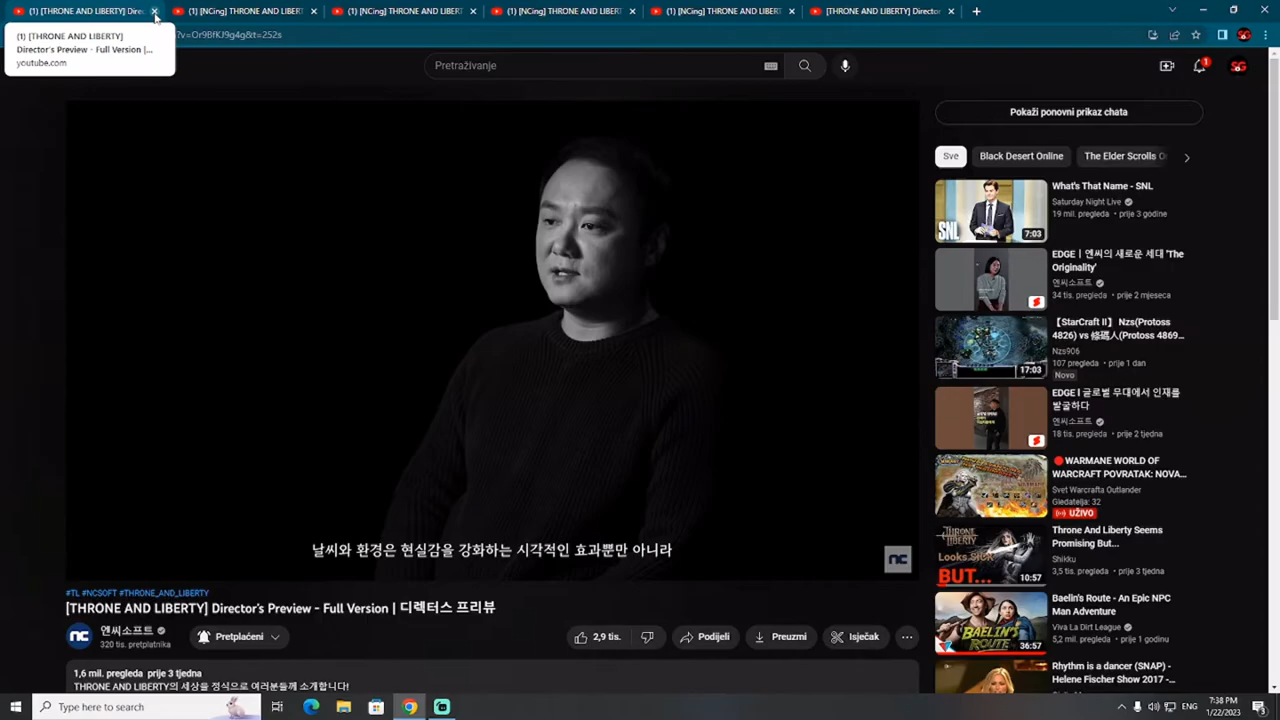 (1) [THRONE AND LIBERTY] Direc
(1) [NCing] THRONE AND LIBERT
(1) [NCing] THRONE AND LIBERT
(1) [NCing] THRONE AND LIBERT
(1) [NCing] THRONE AND LIBERT
[THRONE AND LIBERTY] Director
(1) [THRONE AND LIBERTY]
Director's Preview - Full Version |...
youtube.com
?v=Or9BfKJ9g4g&t=252s
Pretraživanje
1
SG
Pokaži ponovni prikaz chata
Sve
Black Desert Online
The Elder Scrolls O
What's That Name - SNL
Saturday Night Live
19 mil. pregleda • prije 3 godine
SNL
7:03
EDGE | 엔씨의 새로운 세대 'The
Originality'
엔씨소프트
34 tis. pregleda • prije 2 mjeseca
【StarCraft II】 Nzs(Protoss
4826) vs 修碼人(Protoss 4869...
Nzs906
107 pregleda • prije 1 dan
Novo
17:03
EDGE l 글로벌 무대에서 인재를
발굴하다
엔씨소프트
18 tis. pregleda • prije 2 tjedna
WARMANE WORLD OF
WARCRAFT POVRATAK: NOVA...
Svet Warcrafta Outlander
Gledatelja: 32
UŽIVO
THRONE
LIBERTY
Looks SICK
BUT...
10:57
Throne And Liberty Seems
Promising But...
Shikku
3,5 tis. pregleda • prije 3 tjedna
BAELIN'S
ROUTE
36:57
Baelin's Route - An Epic NPC
Man Adventure
Viva La Dirt League
5,2 mil. pregleda • prije 1 godinu
Rhythm is a dancer (SNAP) -
Helene Fischer Show 2017 -...
날씨와 환경은 현실감을 강화하는 시각적인 효과뿐만 아니라
nc
#TL #NCSOFT #THRONE_AND_LIBERTY
[THRONE AND LIBERTY] Director's Preview - Full Version | 디렉터스 프리뷰
nc
엔씨소프트
320 tis. pretplatnika
Pretplaćeni
2,9 tis.
Podijeli
Preuzmi
Isječak
1,6 mil. pregleda prije 3 tjedna
THRONE AND LIBERTY의 세상을 정식으로 여러분들께 소개합니다!
Type here to search
ENG
7:38 PM
1/22/2023